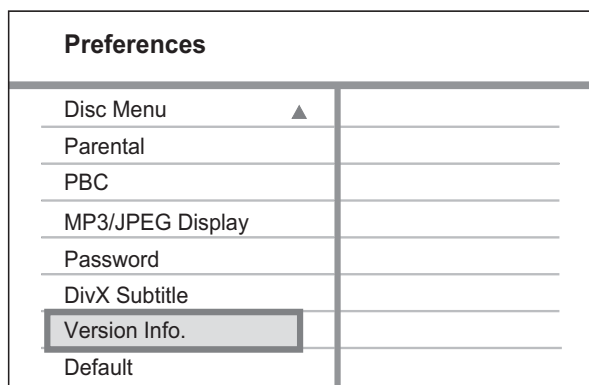 Preferences
Disc Menu
Parental
PBC
MP3/JPEG Display
Password
DivX Subtitle
Version Info.
Default